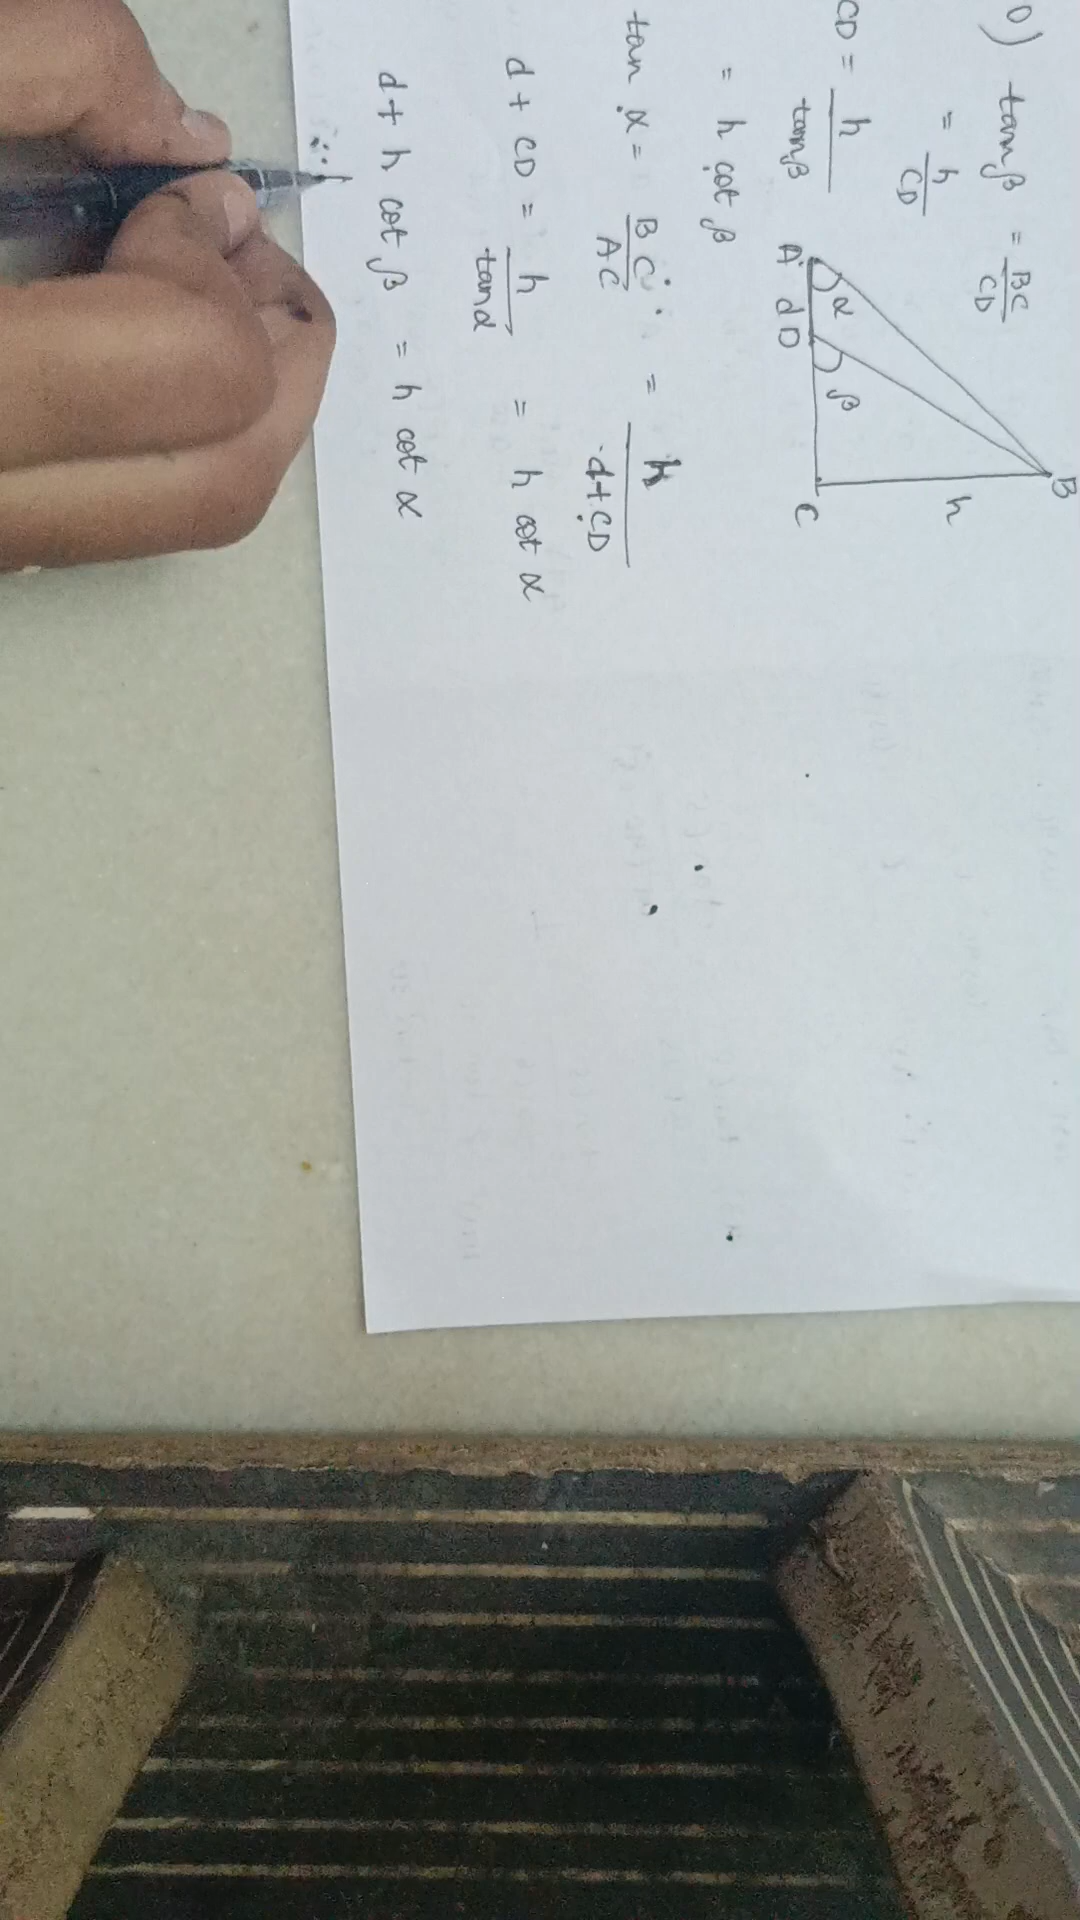 0) tanβ = BC/CD
= h/CD
CD = h/tanβ
= h cot β
B
A d D C
α β h
tan α = BC/AC = h/d+CD
d + CD = h/tanα = h cot α
d + h cot β = h cot α